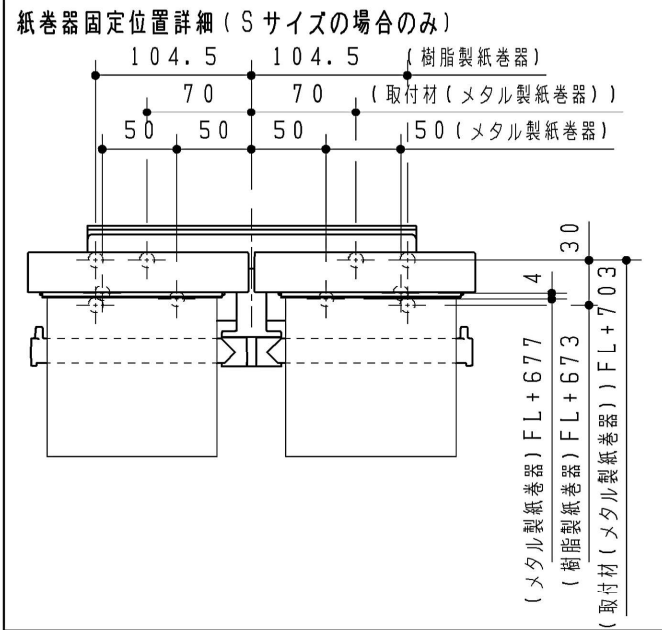 紙巻器固定位置詳細(Sサイズの場合のみ)
104.5 104.5 (樹脂製紙巻器)
70 70 (取付材(メタル製紙巻器))
50 50 50 50(メタル製紙巻器)
30
4
(メタル製紙巻器)FL+677
(樹脂製紙巻器)FL+673
(取付材(メタル製紙巻器))FL+703